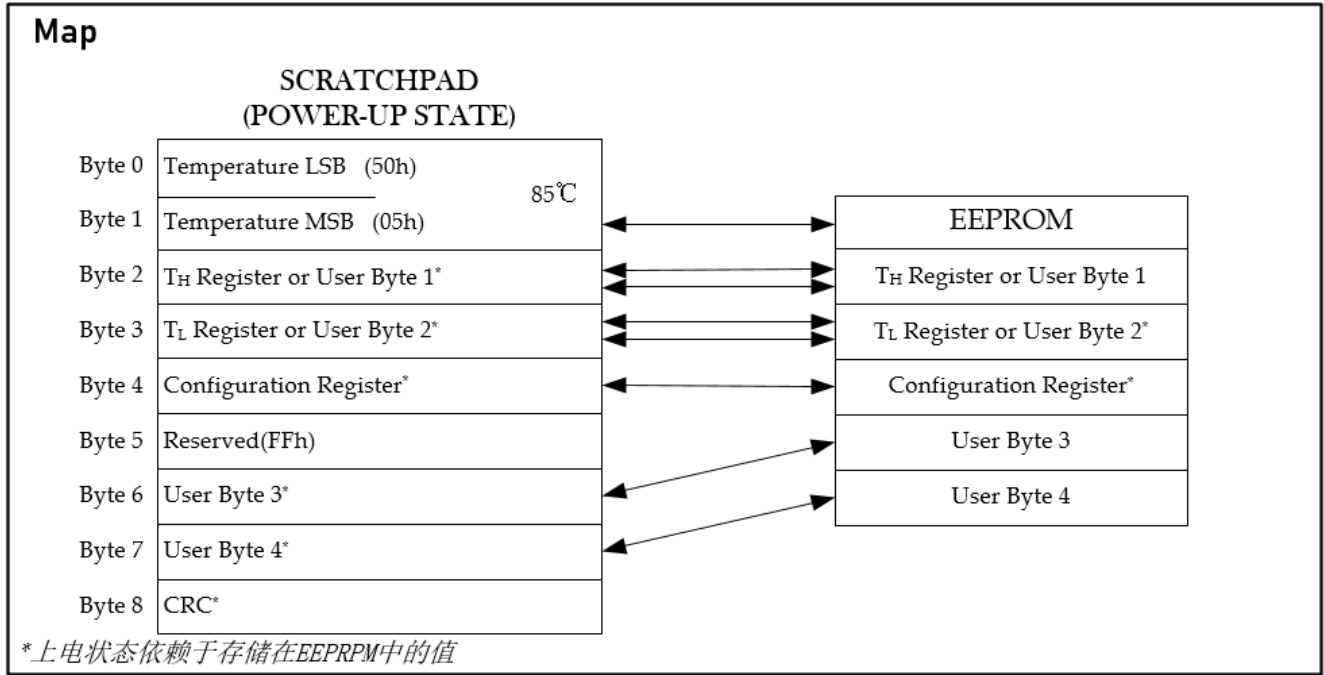 Map
SCRATCHPAD
(POWER-UP STATE)
Byte 0 Temperature LSB (50h)
85℃
Byte 1 Temperature MSB (05h)
EEPROM
Byte 2 TH Register or User Byte 1*
TH Register or User Byte 1
Byte 3 TL Register or User Byte 2*
TL Register or User Byte 2*
Byte 4 Configuration Register*
Configuration Register*
Byte 5 Reserved(FFh)
User Byte 3
Byte 6 User Byte 3*
User Byte 4
Byte 7 User Byte 4*
Byte 8 CRC*
*上电状态依赖于存储在EEPRPM中的值